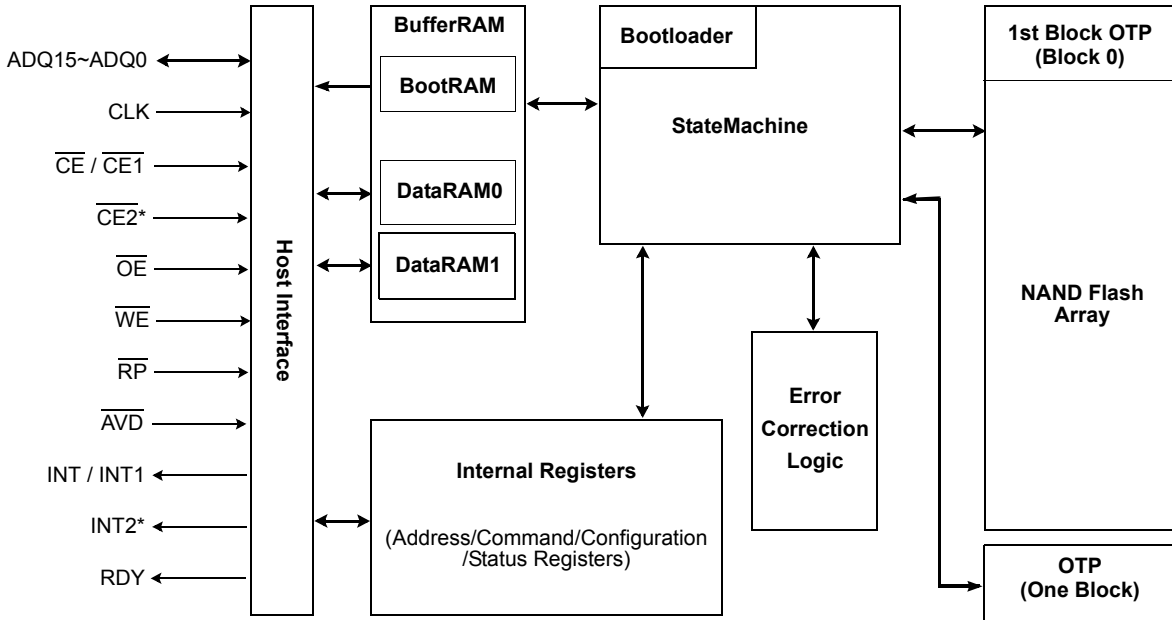 ADQ15~ADQ0
CLK
CE / CE1
CE2*
OE
WE
RP
AVD
INT / INT1
INT2*
RDY
Host Interface
BufferRAM
BootRAM
DataRAM0
DataRAM1
Internal Registers
(Address/Command/Configuration
/Status Registers)
Bootloader
StateMachine
Error
Correction
Logic
1st Block OTP
(Block 0)
NAND Flash
Array
OTP
(One Block)